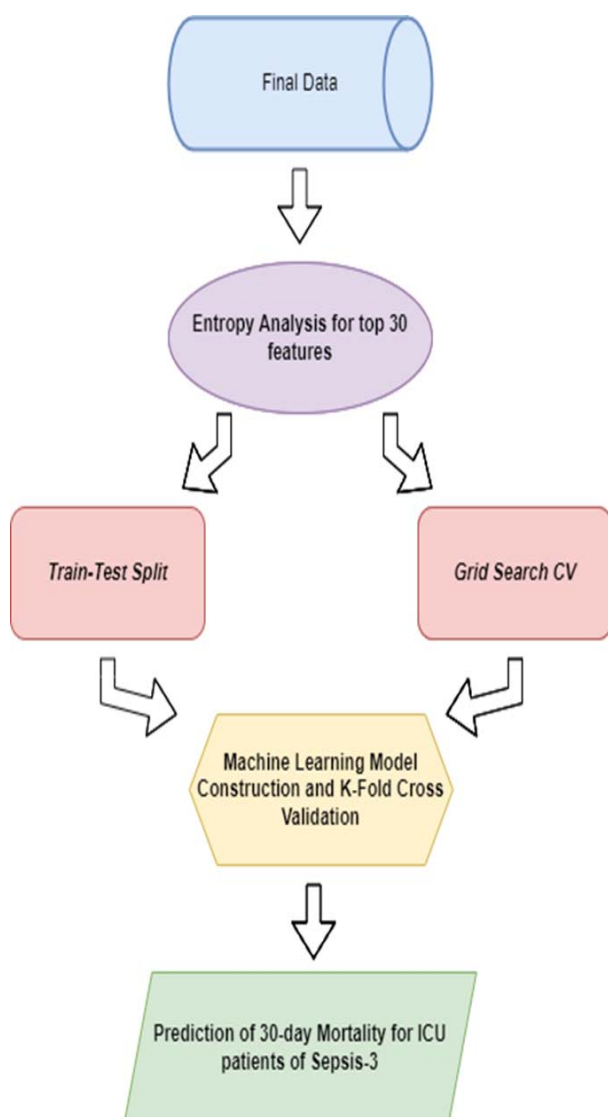 Final Data
Entropy Analysis for top 30
features
Train-Test Split
Grid Search CV
Machine Learning Model
Construction and K-Fold Cross
Validation
Prediction of 30-day Mortality for ICU
patients of Sepsis-3